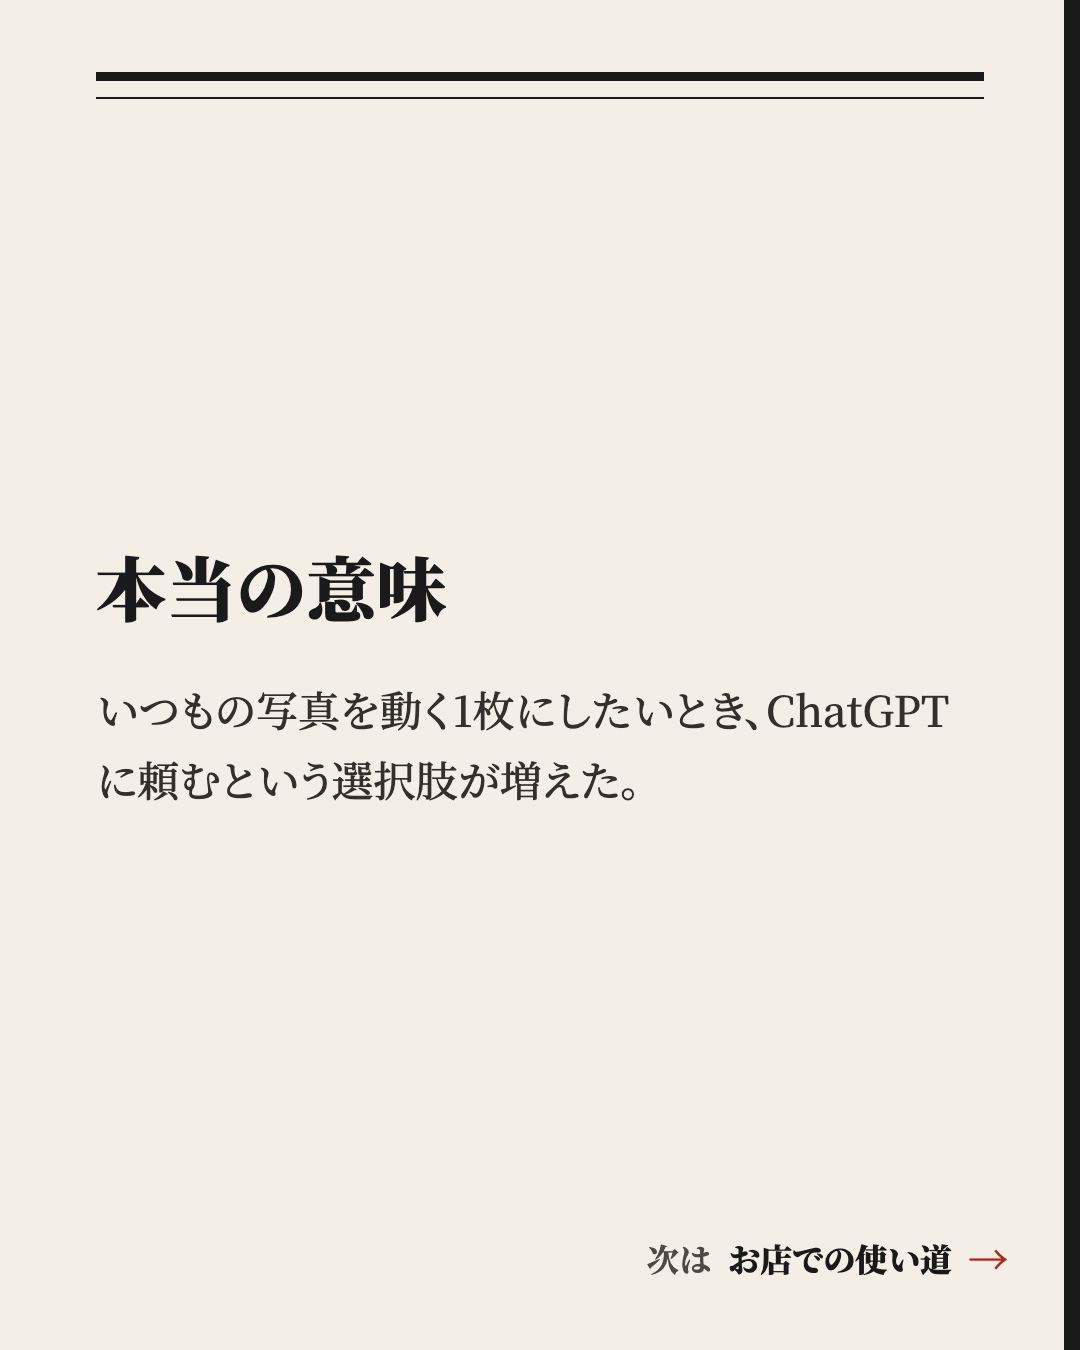 本当の意味
いつもの写真を動く1枚にしたいとき、ChatGPT
に頼むという選択肢が増えた。
次は お店での使い道 →